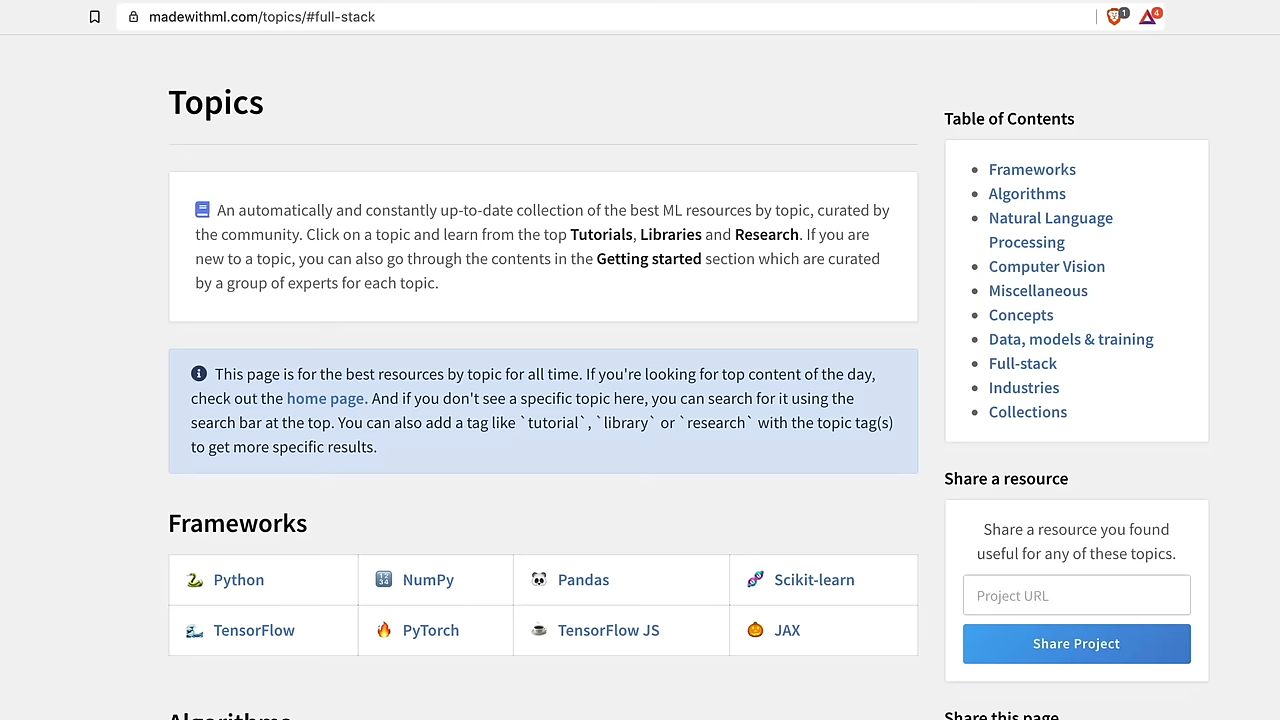 madewithml.com/topics/#full-stack
1
4
Topics
An automatically and constantly up-to-date collection of the best ML resources by topic, curated by
the community. Click on a topic and learn from the top Tutorials, Libraries and Research. If you are
new to a topic, you can also go through the contents in the Getting started section which are curated
by a group of experts for each topic.
This page is for the best resources by topic for all time. If you're looking for top content of the day,
check out the home page. And if you don't see a specific topic here, you can search for it using the
search bar at the top. You can also add a tag like `tutorial`, `library` or `research` with the topic tag(s)
to get more specific results.
Frameworks
Python NumPy Pandas Scikit-learn
TensorFlow PyTorch TensorFlow JS JAX
Algorithms
Table of Contents
Frameworks
Algorithms
Natural Language
Processing
Computer Vision
Miscellaneous
Concepts
Data, models & training
Full-stack
Industries
Collections
Share a resource
Share a resource you found
useful for any of these topics.
Project URL
Share Project
Share this page